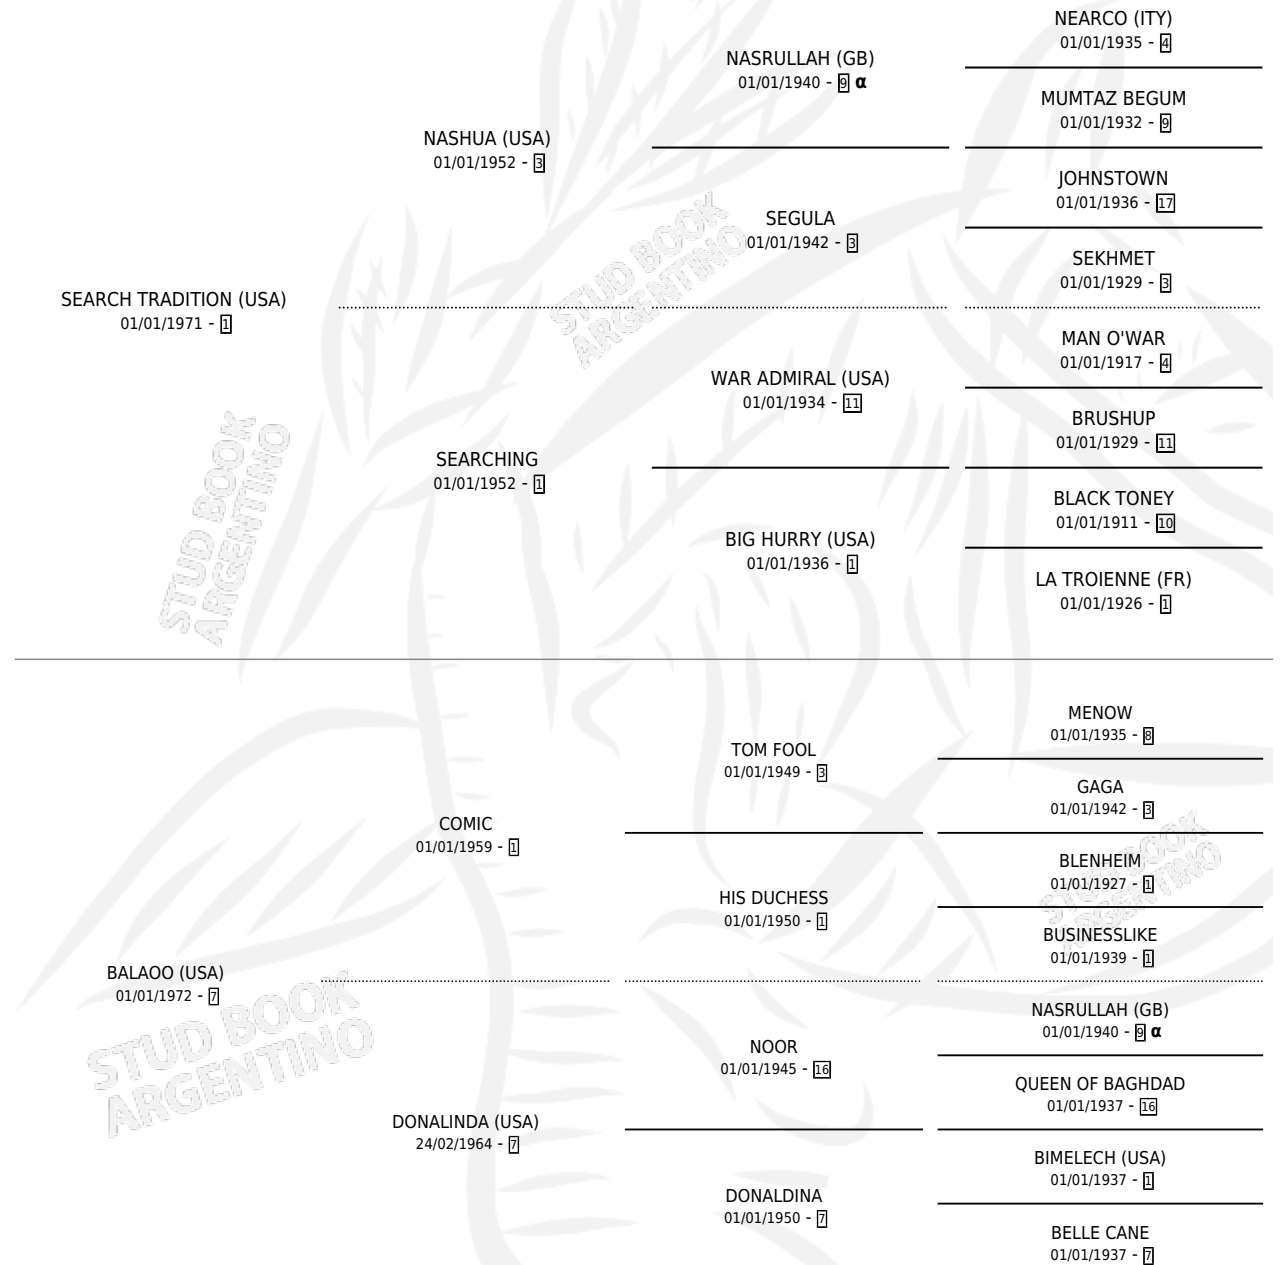 SEARCH TRADITION (USA)
01/01/1971 - 1
NASHUA (USA)
01/01/1952 - 3
SEARCHING
01/01/1952 - 1
NASRULLAH (GB)
01/01/1940 - 9 α
SEGULA
01/01/1942 - 3
WAR ADMIRAL (USA)
01/01/1934 - 11
BIG HURRY (USA)
01/01/1936 - 1
NEARCO (ITY)
01/01/1935 - 4
MUMTAZ BEGUM
01/01/1932 - 9
JOHNSTOWN
01/01/1936 - 17
SEKHMET
01/01/1929 - 3
MAN O'WAR
01/01/1917 - 4
BRUSHUP
01/01/1929 - 11
BLACK TONEY
01/01/1911 - 10
LA TROIENNE (FR)
01/01/1926 - 1
BALAOO (USA)
01/01/1972 - 7
COMIC
01/01/1959 - 1
DONALINDA (USA)
24/02/1964 - 7
TOM FOOL
01/01/1949 - 3
HIS DUCHESS
01/01/1950 - 1
NOOR
01/01/1945 - 16
DONALDINA
01/01/1950 - 7
MENOW
01/01/1935 - 8
GAGA
01/01/1942 - 3
BLENHEIM
01/01/1927 - 1
BUSINESSLIKE
01/01/1939 - 1
NASRULLAH (GB)
01/01/1940 - 9 α
QUEEN OF BAGHDAD
01/01/1937 - 16
BIMELECH (USA)
01/01/1937 - 1
BELLE CANE
01/01/1937 - 7
STUD BOOK
ARGENTINO
STUD BOOK
ARGENTINO
STUD BOOK
ARGENTINO
STUD BOOK
ARGENTINO